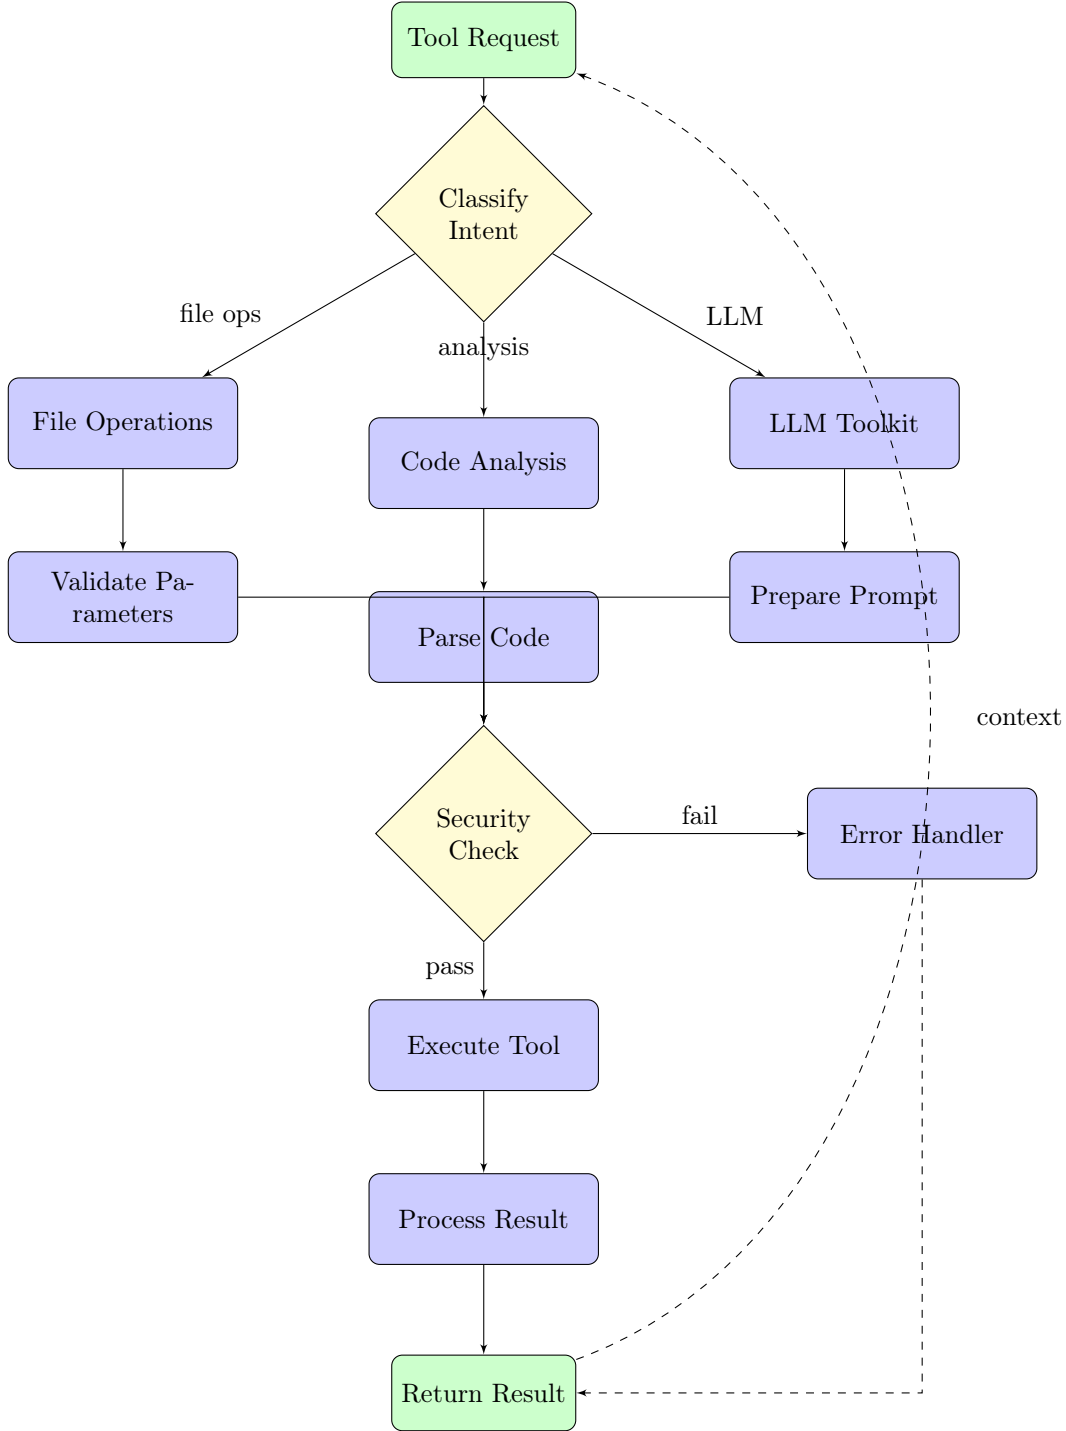 Tool Request
Classify
Intent
file ops
analysis
LLM
File Operations
Code Analysis
LLM Toolkit
Validate Pa-
rameters
Parse Code
Prepare Prompt
context
Security
Check
fail
Error Handler
pass
Execute Tool
Process Result
Return Result